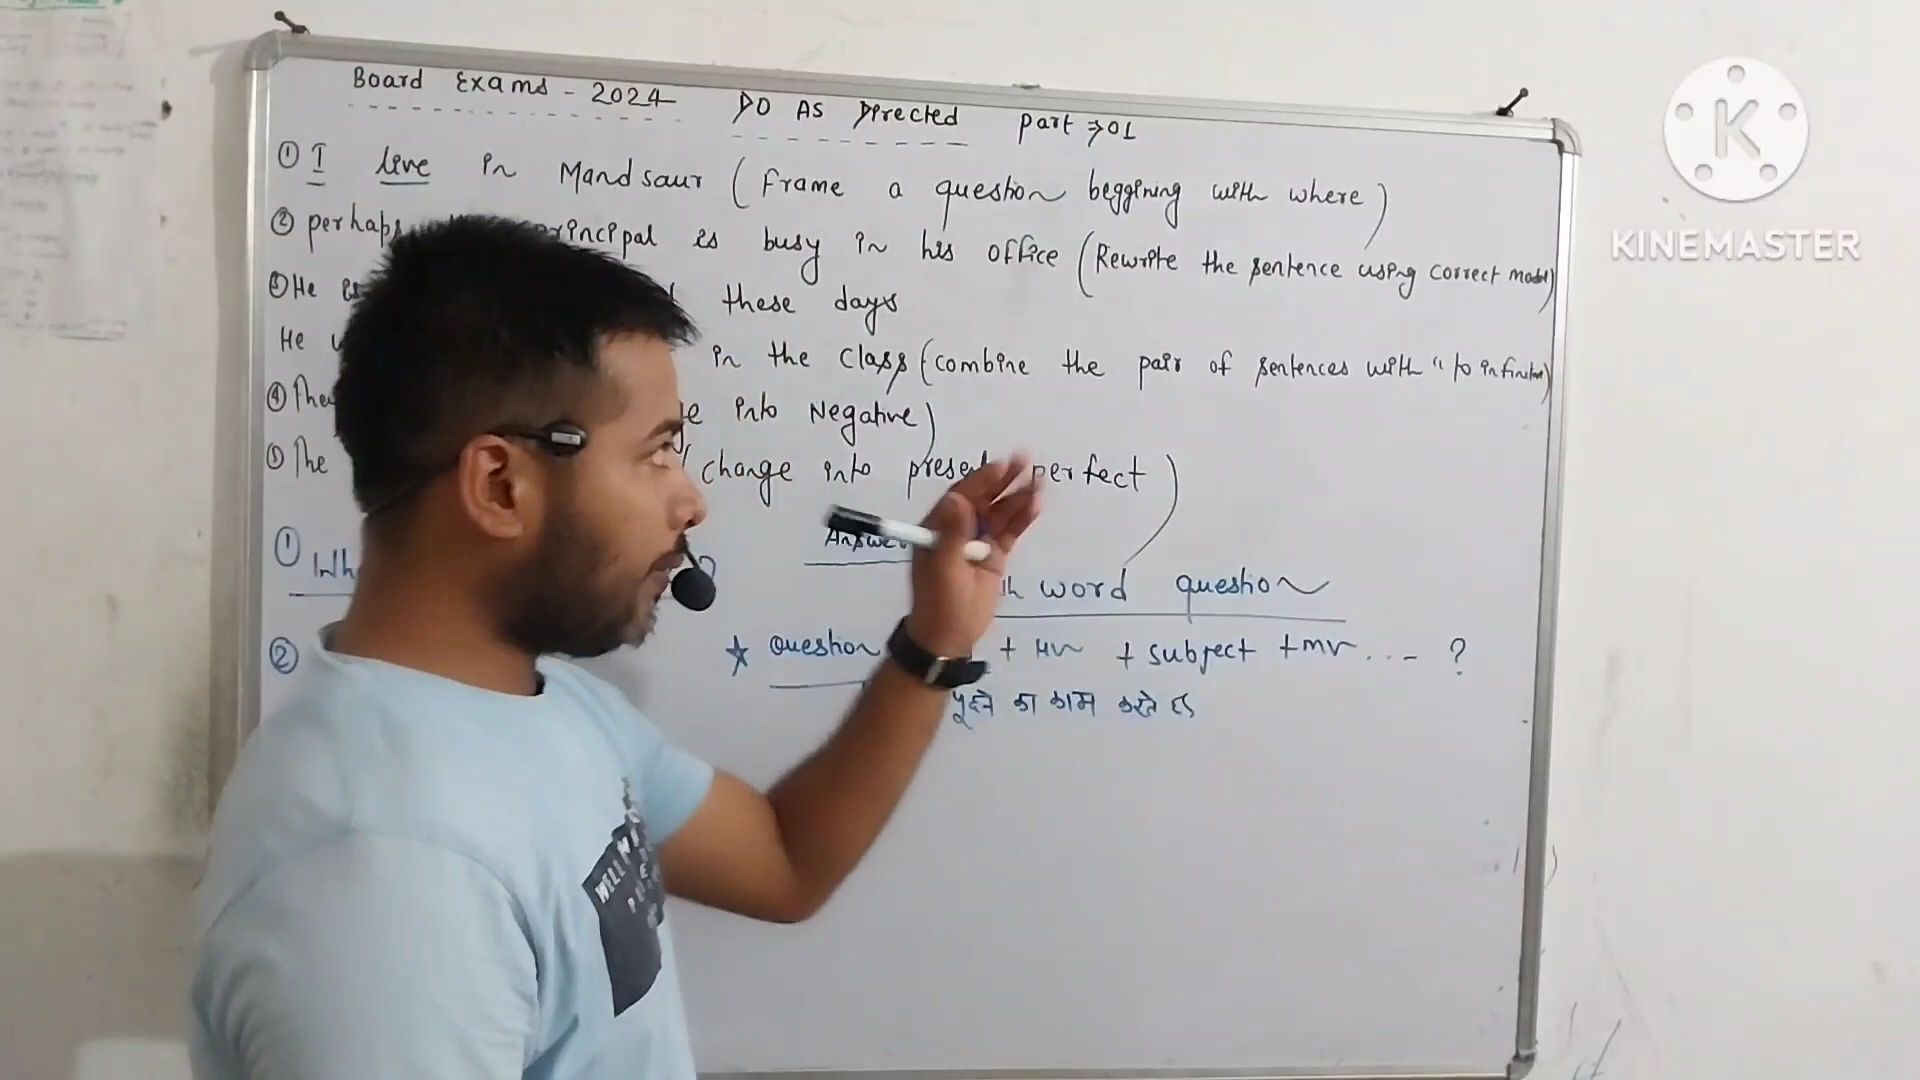 Board Exams - 2024 DO AS Directed part ⇒ 01
① I live in Mandsaur (Frame a question beggining with where)
② perhaps principal is busy in his office (Rewrite the sentence using correct modal)
③ He is these days
He in the class (combine the pair of sentences with "to infinitive)
④ into Negative)
⑤ The (change into present perfect)
Answer
① Wh
word question
② ★ Question + HV + subject + mv ... - ?
पूछने का काम करते हैं
K
KINEMASTER
WELL